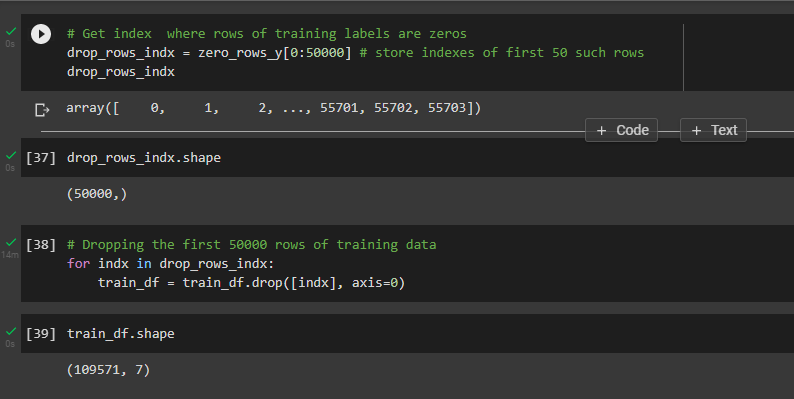 # Get index  where rows of training labels are zeros
0s
drop_rows_indx = zero_rows_y[0:50000] # store indexes of first 50 such rows
drop_rows_indx
array([    0,     1,     2, ..., 55701, 55702, 55703])
+ Code + Text
[37] drop_rows_indx.shape
0s
(50000,)
[38] # Dropping the first 50000 rows of training data
14m
for indx in drop_rows_indx:
    train_df = train_df.drop([indx], axis=0)
[39] train_df.shape
0s
(109571, 7)